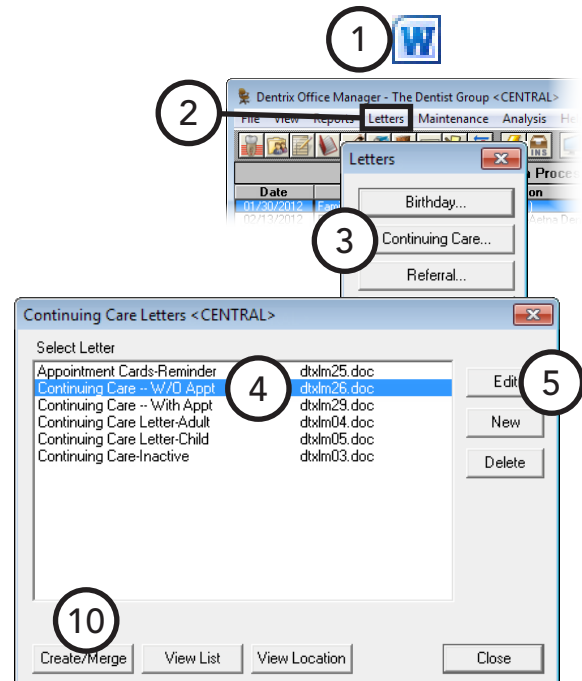 1
W
Dentrix Office Manager - The Dentist Group <CENTRAL>
2
File View Reports Letters Maintenance Analysis
INS
Letters
Date
01/30/2012
Birthday...
3
Continuing Care...
Referral...
Continuing Care Letters <CENTRAL>
Select Letter
Appointment Cards-Reminder dtxlm25.doc
Continuing Care -- W/O Appt dtxlm26.doc
4
Continuing Care -- With Appt dtxlm29.doc
Continuing Care Letter-Adult dtxlm04.doc
Continuing Care Letter-Child dtxlm05.doc
Continuing Care-Inactive dtxlm03.doc
Edit
5
New
Delete
10
Create/Merge View List View Location Close